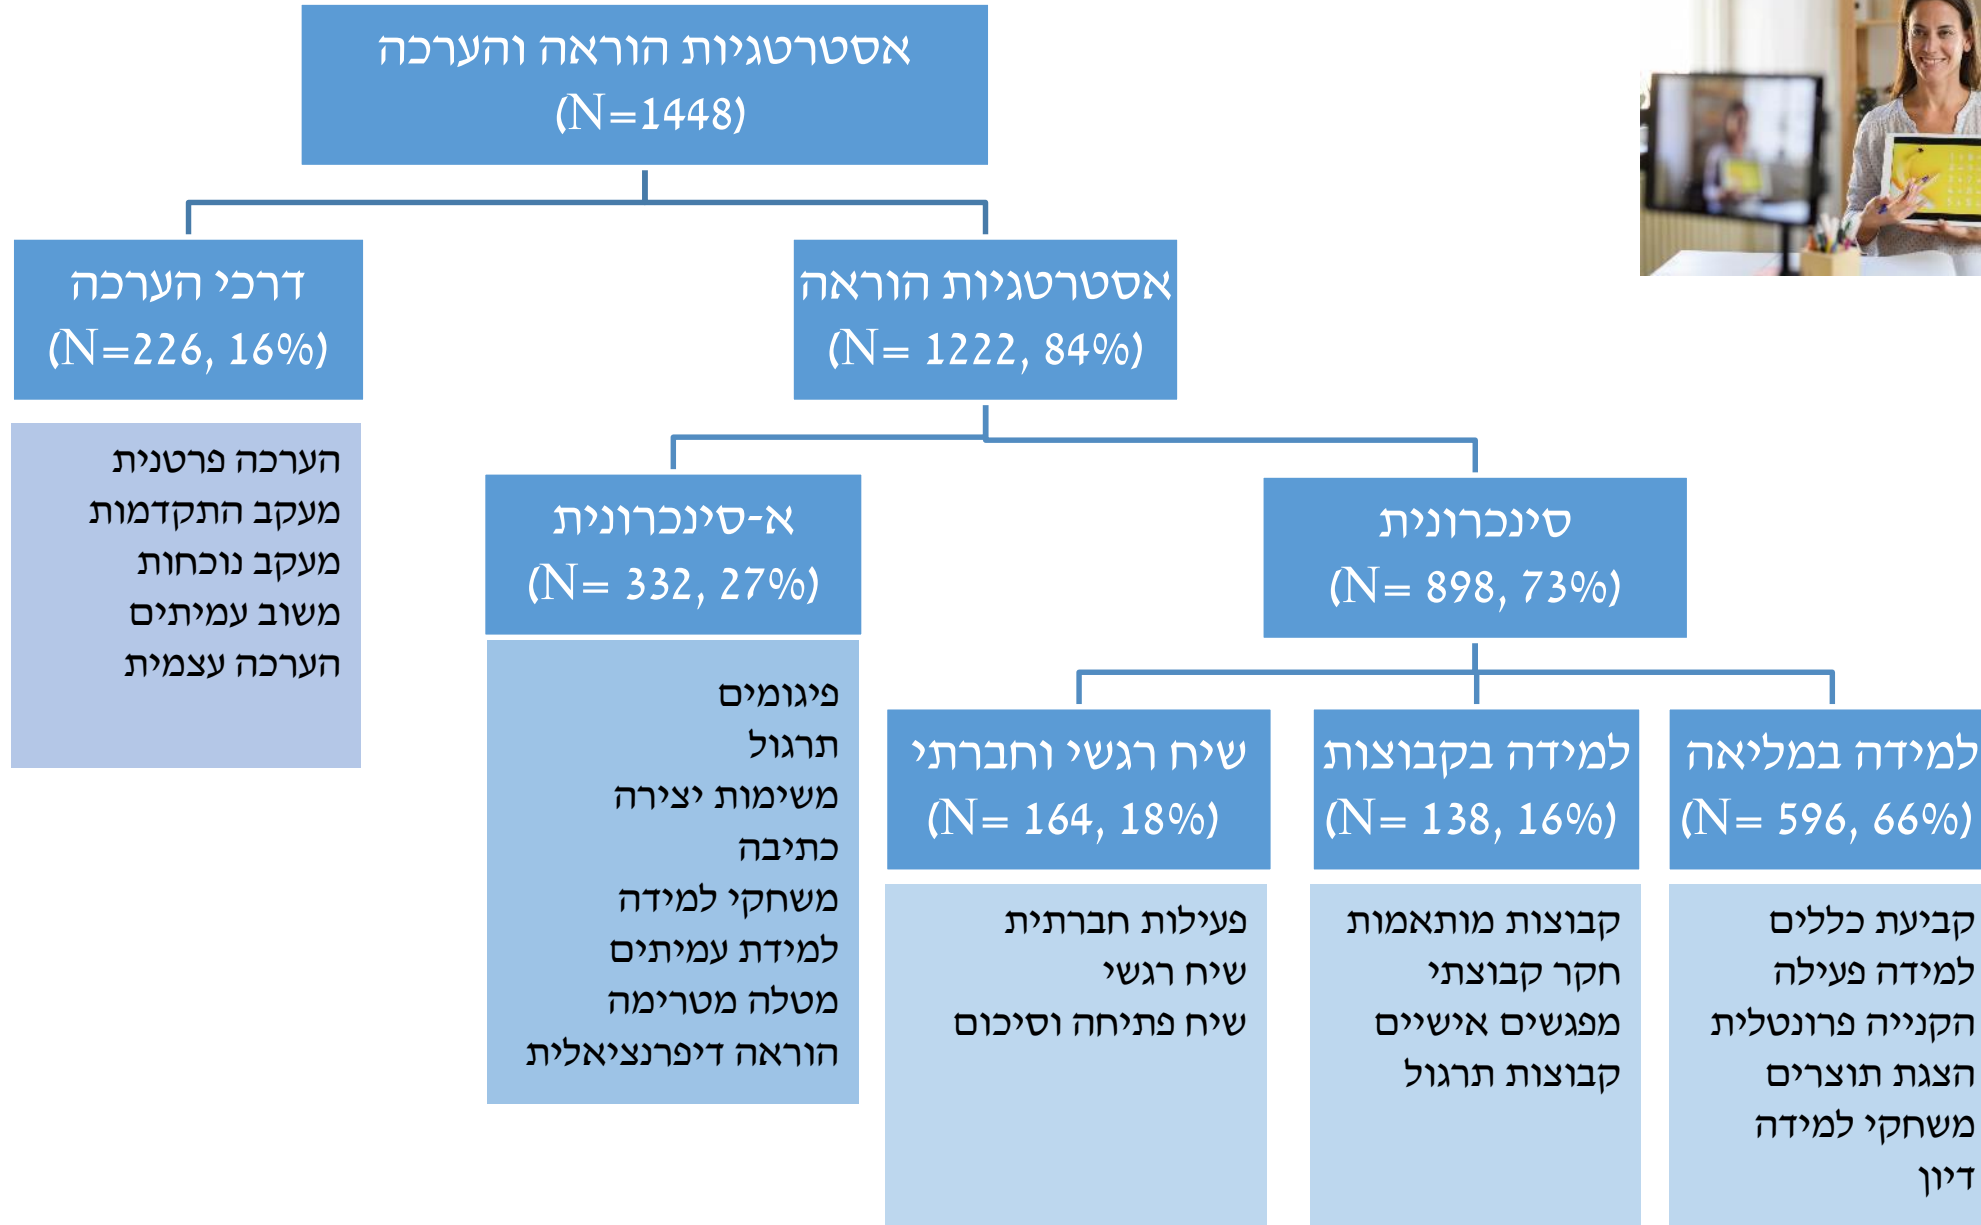 אסטרטגיות הוראה והערכה
(N=1448)
אסטרטגיות הוראה
(N= 1222, 84%)
דרכי הערכה
(N=226, 16%)
הערכה פרטנית
מעקב התקדמות
מעקב נוכחות
משוב עמיתים
הערכה עצמית
סינכרונית
(N= 898, 73%)
א-סינכרונית
(N= 332, 27%)
פיגומים
תרגול
משימות יצירה
כתיבה
משחקי למידה
למידת עמיתים
מטלה מטרימה
הוראה דיפרנציאלית
למידה במליאה
(N= 596, 66%)
קביעת כללים
למידה פעילה
הקנייה פרונטלית
הצגת תוצרים
משחקי למידה
דיון
למידה בקבוצות
(N= 138, 16%)
קבוצות מותאמות
חקר קבוצתי
מפגשים אישיים
קבוצות תרגול
שיח רגשי וחברתי
(N= 164, 18%)
פעילות חברתית
שיח רגשי
שיח פתיחה וסיכום